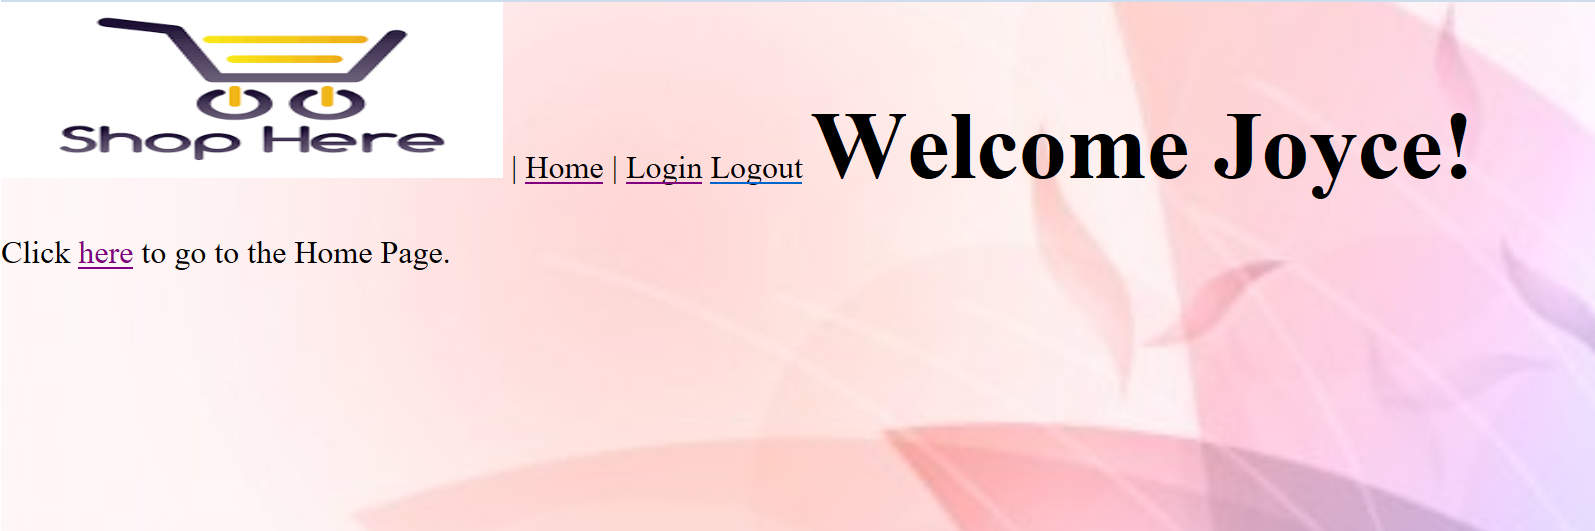 Shop Here
| Home | Login Logout Welcome Joyce!
Click here to go to the Home Page.